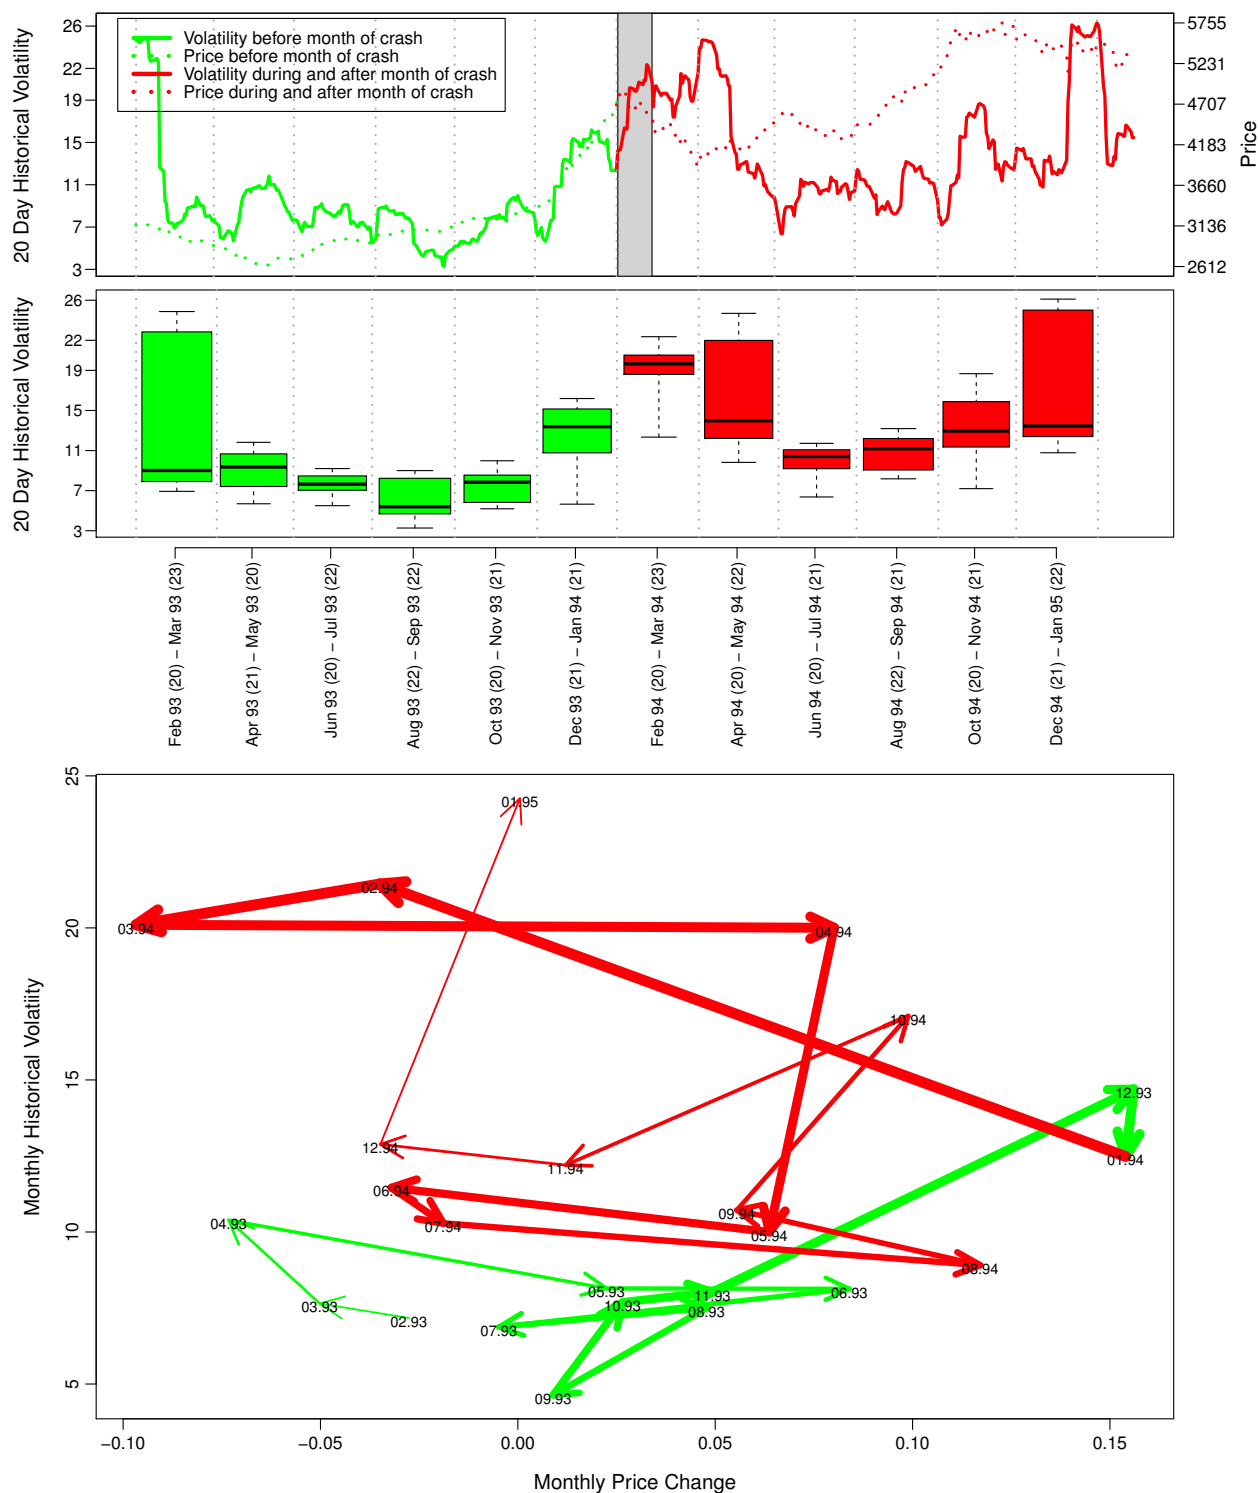 Volatility before month of crash
Price before month of crash
Volatility during and after month of crash
Price during and after month of crash
20 Day Historical Volatility
26
22
19
15
11
7
3
5755
5231
4707
4183
3660
3136
2612
Price
20 Day Historical Volatility
26
22
19
15
11
7
3
Feb 93 (20) − Mar 93 (23)
Apr 93 (21) − May 93 (20)
Jun 93 (20) − Jul 93 (22)
Aug 93 (22) − Sep 93 (22)
Oct 93 (20) − Nov 93 (21)
Dec 93 (21) − Jan 94 (21)
Feb 94 (20) − Mar 94 (23)
Apr 94 (20) − May 94 (22)
Jun 94 (20) − Jul 94 (21)
Aug 94 (22) − Sep 94 (21)
Oct 94 (20) − Nov 94 (21)
Dec 94 (21) − Jan 95 (22)
Monthly Historical Volatility
25
20
15
10
5
01.95
02.94
03.94
04.94
10.94
12.93
12.94
11.94
01.94
06.94
04.93
07.94
09.94
05.94
08.94
05.93
06.93
11.93
03.93
10.93
08.93
02.93
07.93
09.93
−0.10
−0.05
0.00
0.05
0.10
0.15
Monthly Price Change